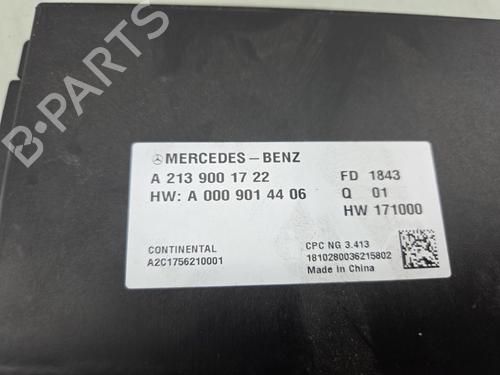 MERCEDES-BENZ
A 213 900 17 22
HW: A 000 901 44 06
FD 1843
Q 01
HW 171000
CONTINENTAL
A2C1756210001
CPC NG 3.413
1810280036215802
Made in China
B-PARTS